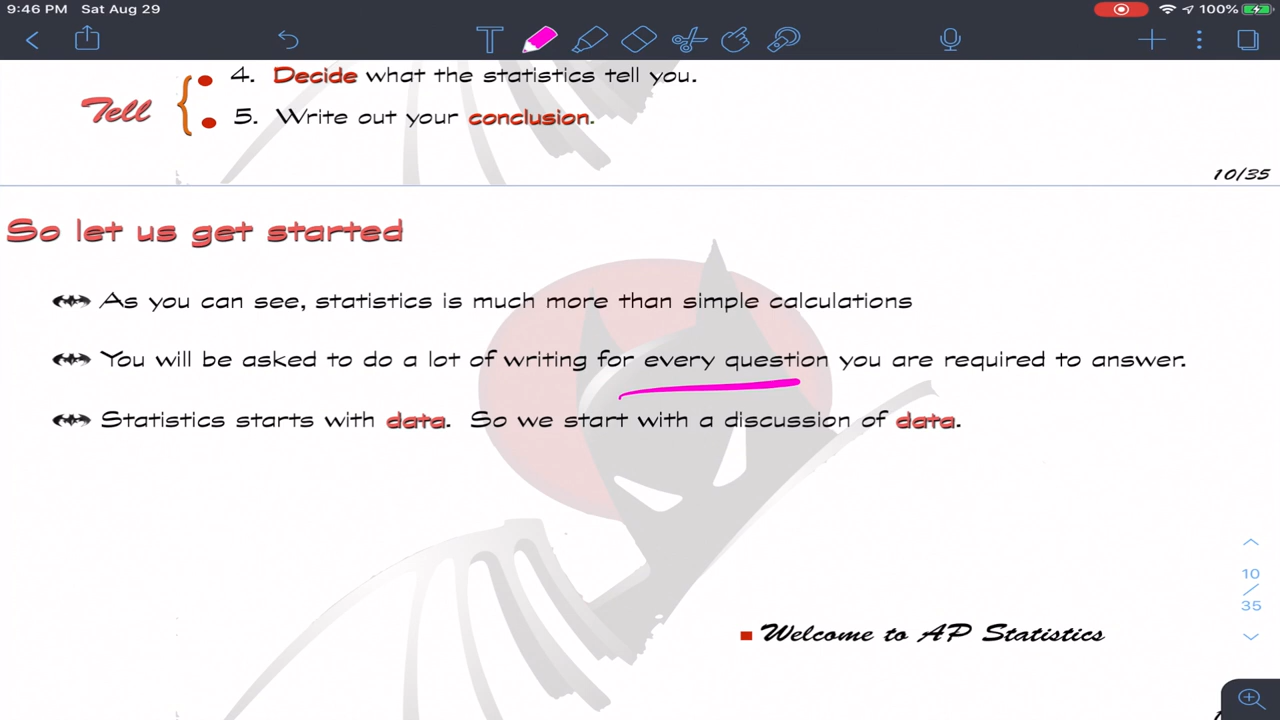 9:46 PM Sat Aug 29
100%
T
4. Decide what the statistics tell you.
Tell
5. Write out your conclusion.
10/35
So let us get started
As you can see, statistics is much more than simple calculations
You will be asked to do a lot of writing for every question you are required to answer.
Statistics starts with data. So we start with a discussion of data.
10
/
35
Welcome to AP Statistics